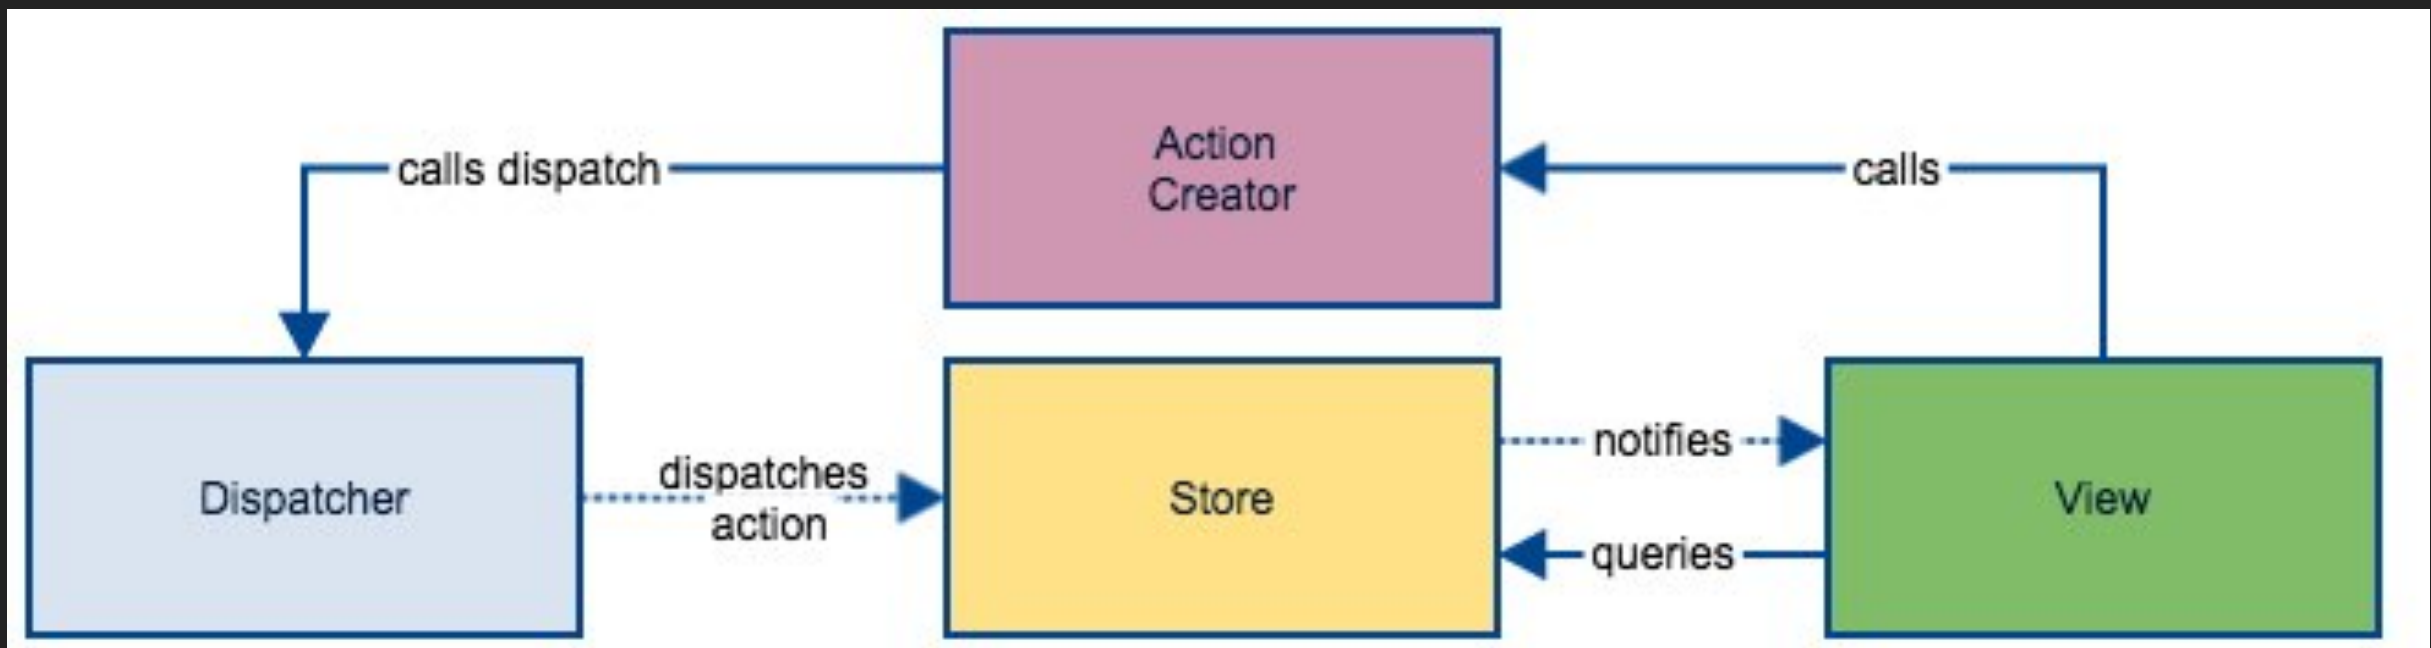 Action
Creator
calls dispatch
calls
Dispatcher
dispatches
action
Store
notifies
queries
View